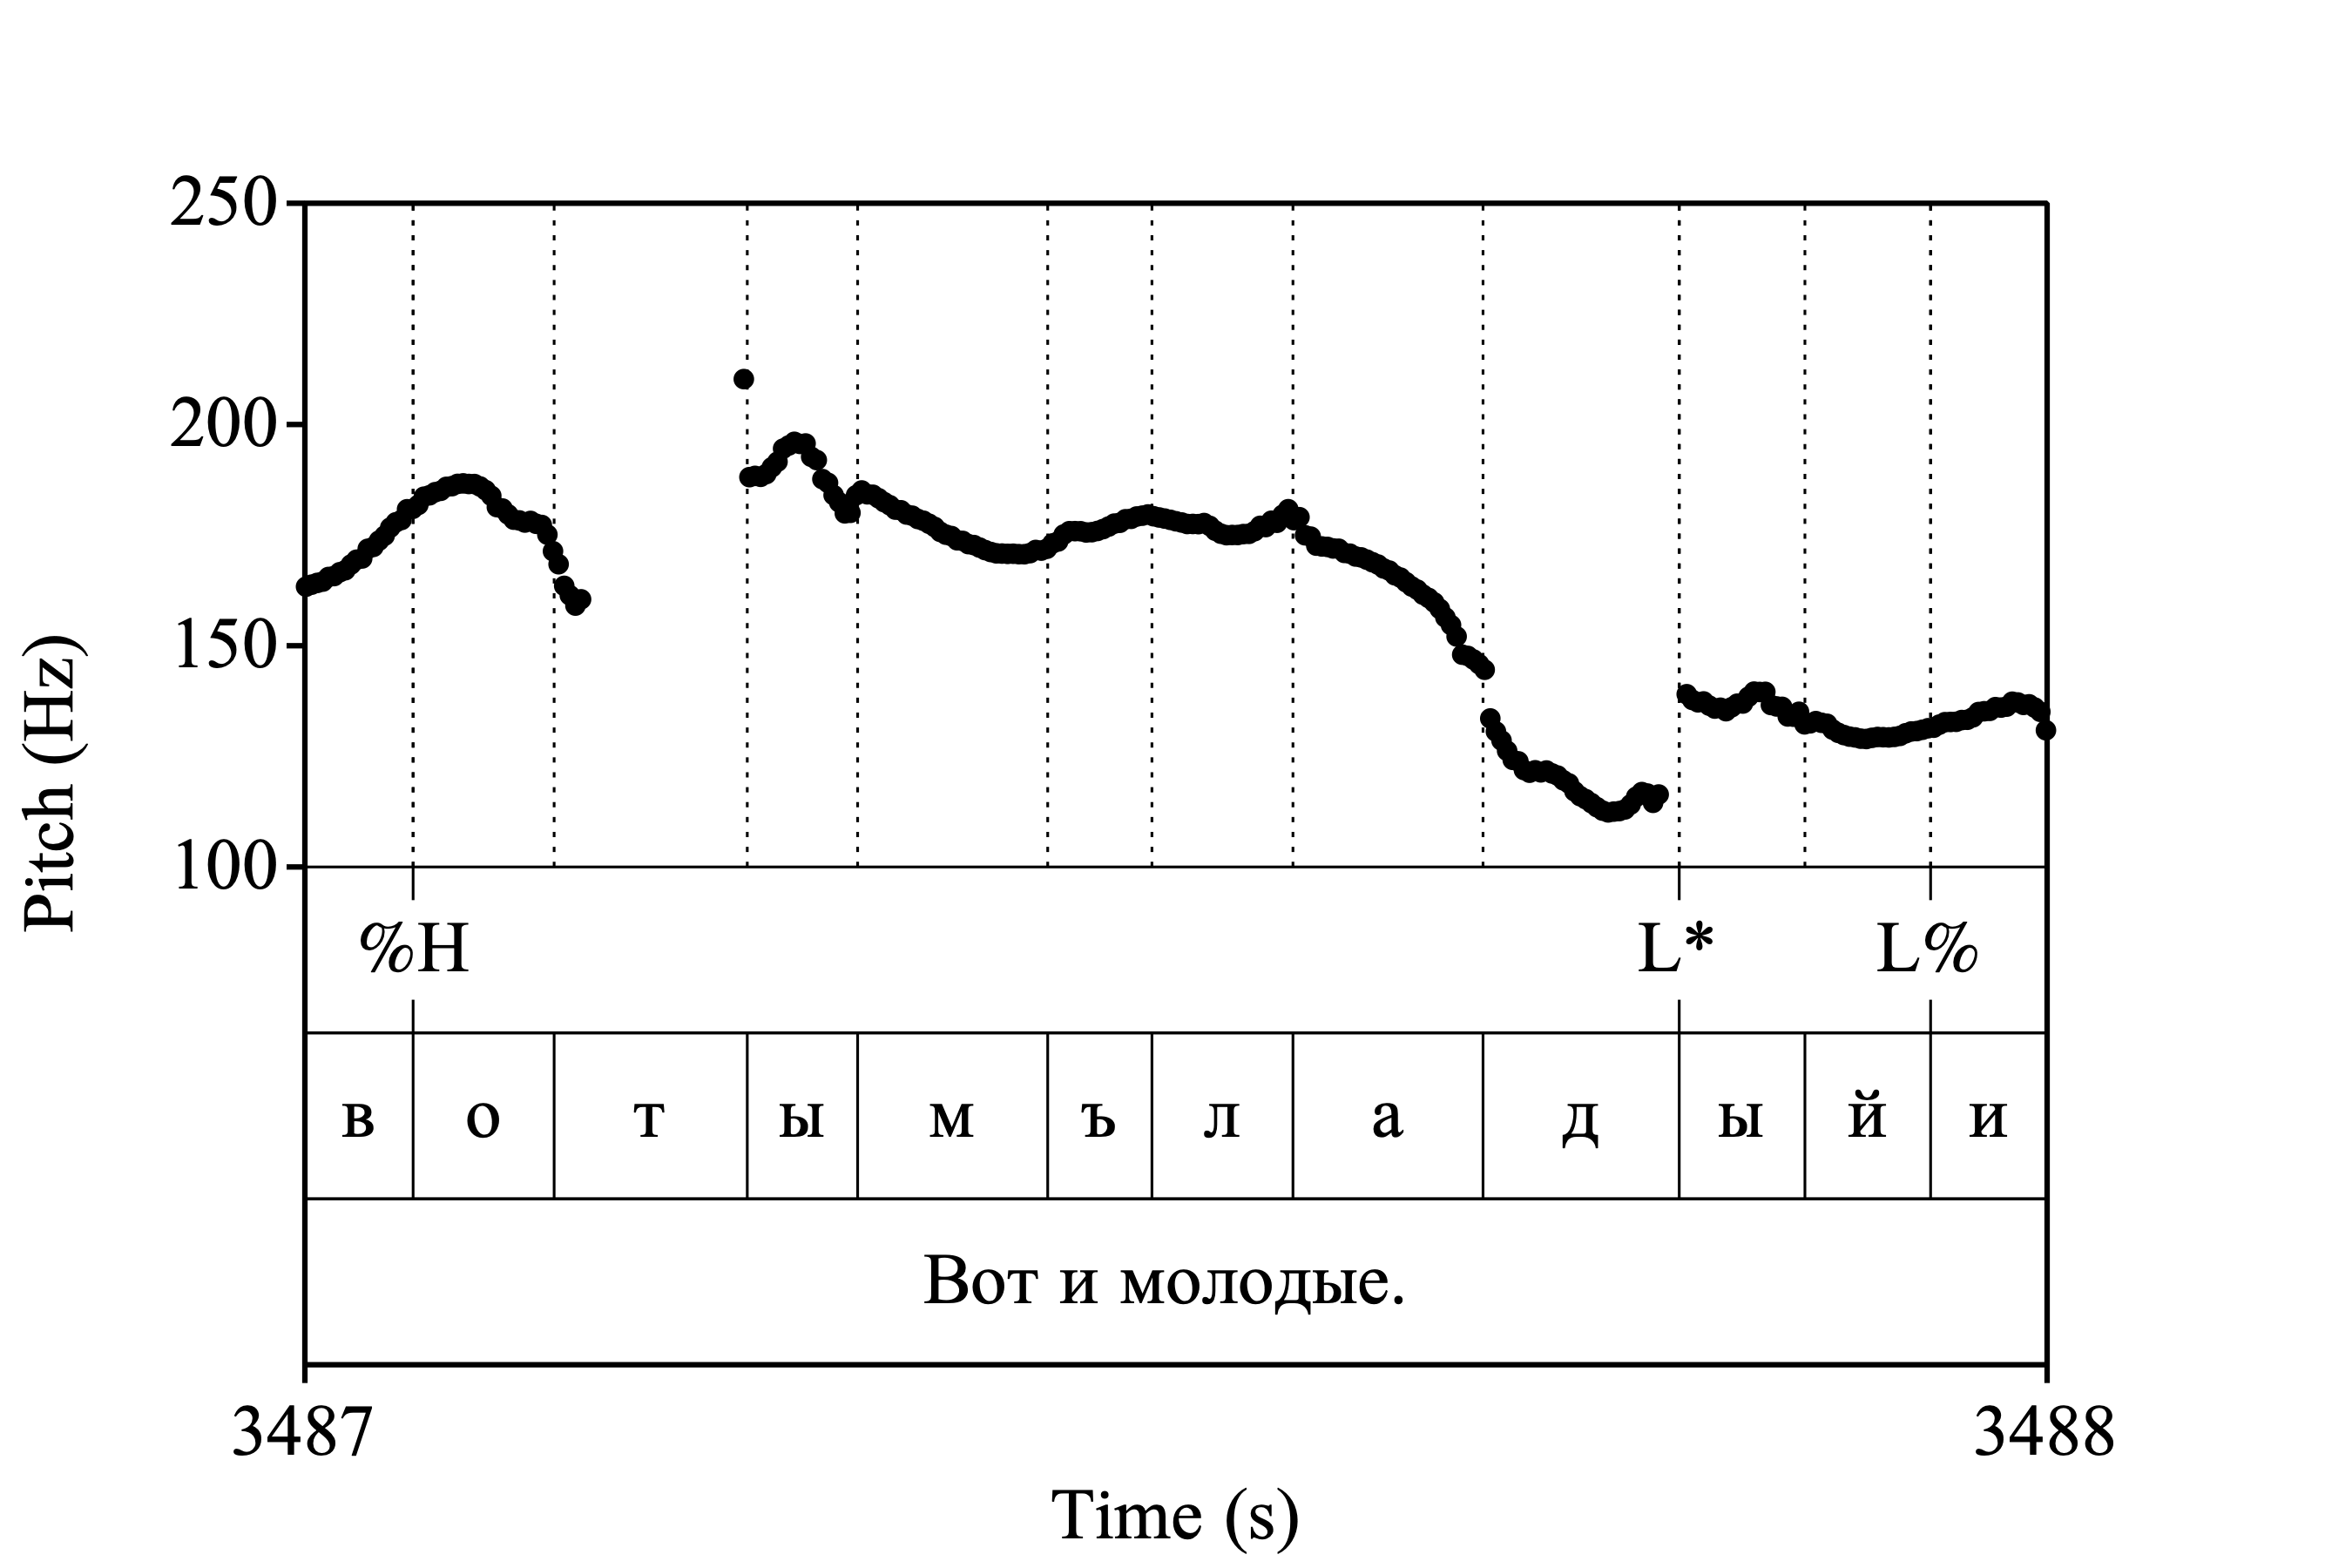 250
200
150
100
Pitch (Hz)
%H L* L%
в о т ы м ъ л а д ы й и
Вот и молодые.
3487 3488
Time (s)